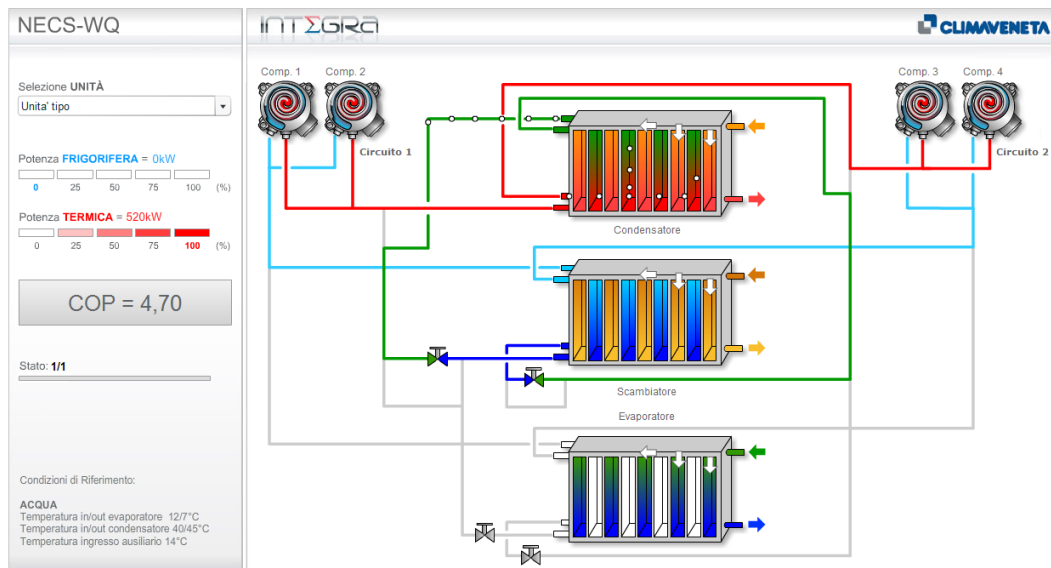 NECS-WQ
INTEGRA
CLIMAVENETA
Selezione UNITÀ
Unita' tipo
Potenza FRIGORIFERA = 0kW
0 25 50 75 100 (%)
Potenza TERMICA = 520kW
0 25 50 75 100 (%)
COP = 4,70
Stato: 1/1
Condizioni di Riferimento:
ACQUA
Temperatura in/out evaporatore 12/7°C
Temperatura in/out condensatore 40/45°C
Temperatura ingresso ausiliario 14°C
Comp. 1 Comp. 2 Comp. 3 Comp. 4
Circuito 1 Circuito 2
Condensatore
Scambiatore
Evaporatore